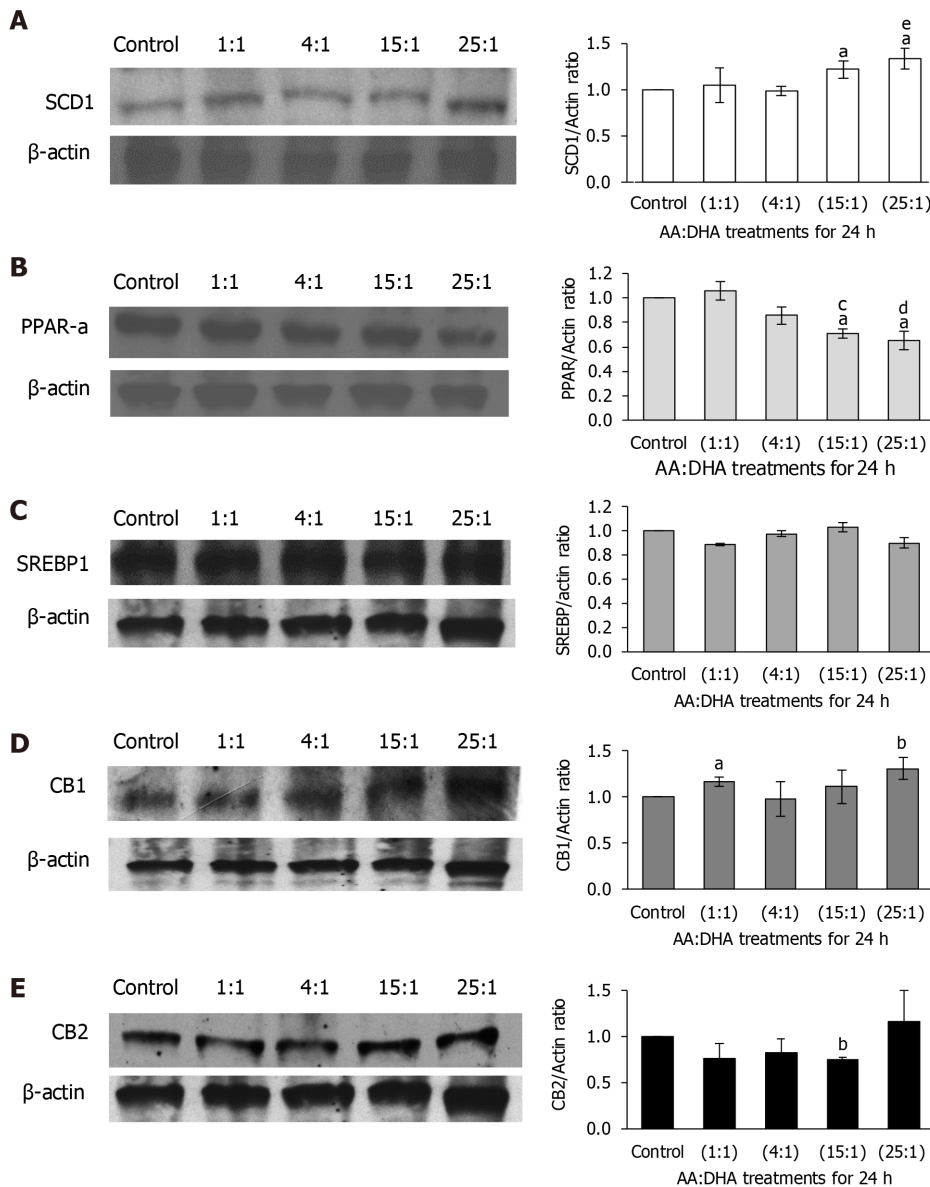 A
Control 1:1 4:1 15:1 25:1
SCD1
β-actin
SCD1/Actin ratio
1.5
1.0
0.5
0.0
a
e
a
Control (1:1) (4:1) (15:1) (25:1)
AA:DHA treatments for 24 h
B
Control 1:1 4:1 15:1 25:1
PPAR-a
β-actin
PPAR/Actin ratio
1.2
1.0
0.8
0.6
0.4
0.2
0.0
c
a
d
a
Control (1:1) (4:1) (15:1) (25:1)
AA:DHA treatments for 24 h
C
Control 1:1 4:1 15:1 25:1
SREBP1
β-actin
SREBP/actin ratio
1.2
1.0
0.8
0.6
0.4
0.2
0.0
Control (1:1) (4:1) (15:1) (25:1)
AA:DHA treatments for 24 h
D
Control 1:1 4:1 15:1 25:1
CB1
β-actin
CB1/Actin ratio
1.5
1.0
0.5
0.0
a
b
Control (1:1) (4:1) (15:1) (25:1)
AA:DHA treatments for 24 h
E
Control 1:1 4:1 15:1 25:1
CB2
β-actin
CB2/Actin ratio
1.5
1.0
0.5
0.0
b
Control (1:1) (4:1) (15:1) (25:1)
AA:DHA treatments for 24 h